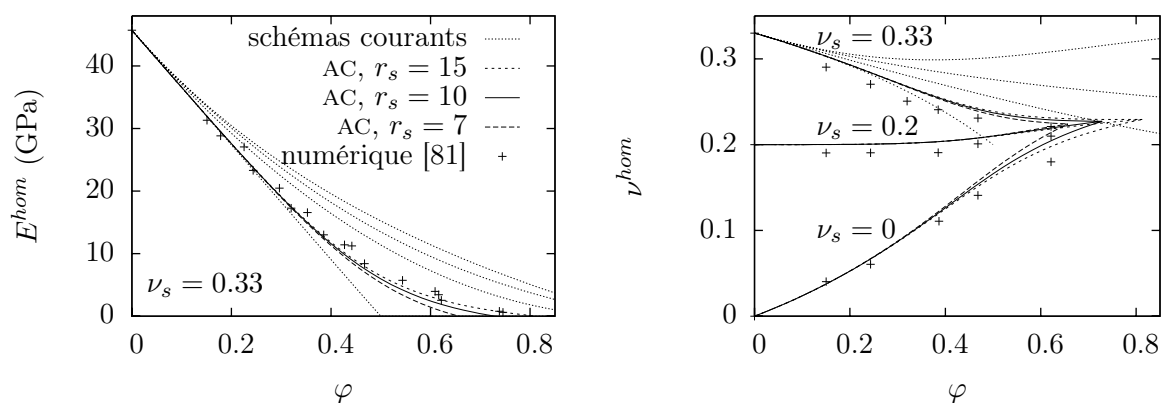 40
30
20
10
0
E^{hom} (GPa)
schémas courants
AC, r_s = 15
AC, r_s = 10
AC, r_s = 7
numérique [81]
ν_s = 0.33
0 0.2 0.4 0.6 0.8
φ
0.3
0.2
0.1
0
ν^{hom}
ν_s = 0.33
ν_s = 0.2
ν_s = 0
0 0.2 0.4 0.6 0.8
φ